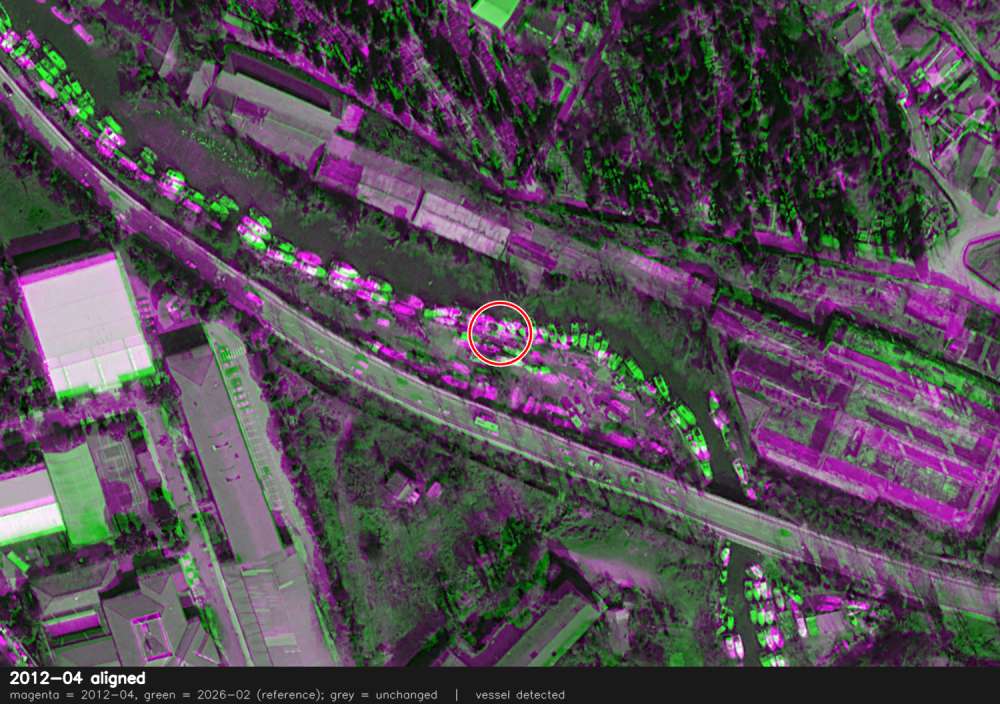 2012-04 aligned
magenta = 2012-04, green = 2026-02 (reference); grey = unchanged | vessel detected